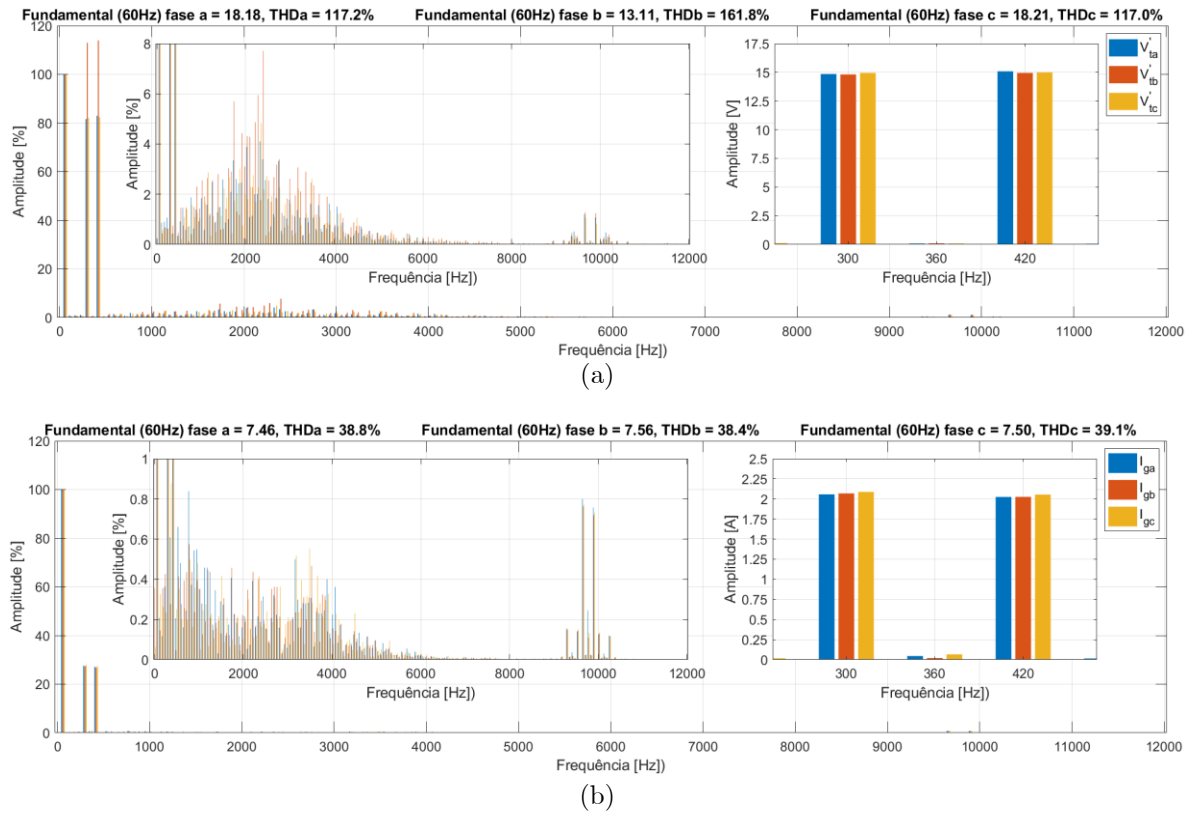 Fundamental (60Hz) fase a = 18.18, THDa = 117.2%
Fundamental (60Hz) fase b = 13.11, THDb = 161.8%
Fundamental (60Hz) fase c = 18.21, THDc = 117.0%
120
100
80
60
40
20
0
Amplitude [%]
0 1000 2000 3000 4000 5000 6000 7000 8000 9000 10000 11000 12000
Frequência [Hz])
8
6
4
2
0
Amplitude [%]
0 2000 4000 6000 8000 10000 12000
Frequência [Hz])
17.5
15
12.5
10
7.5
5
2.5
0
Amplitude [V]
300 360 420
Frequência [Hz])
V'ta
V'tb
V'tc
(a)
Fundamental (60Hz) fase a = 7.46, THDa = 38.8%
Fundamental (60Hz) fase b = 7.56, THDb = 38.4%
Fundamental (60Hz) fase c = 7.50, THDc = 39.1%
120
100
80
60
40
20
0
Amplitude [%]
0 1000 2000 3000 4000 5000 6000 7000 8000 9000 10000 11000 12000
Frequência [Hz])
1
0.8
0.6
0.4
0.2
0
Amplitude [%]
0 2000 4000 6000 8000 10000 12000
Frequência [Hz])
2.5
2.25
2
1.75
1.5
1.25
1
0.75
0.5
0.25
0
Amplitude [A]
300 360 420
Frequência [Hz])
Iga
Igb
Igc
(b)